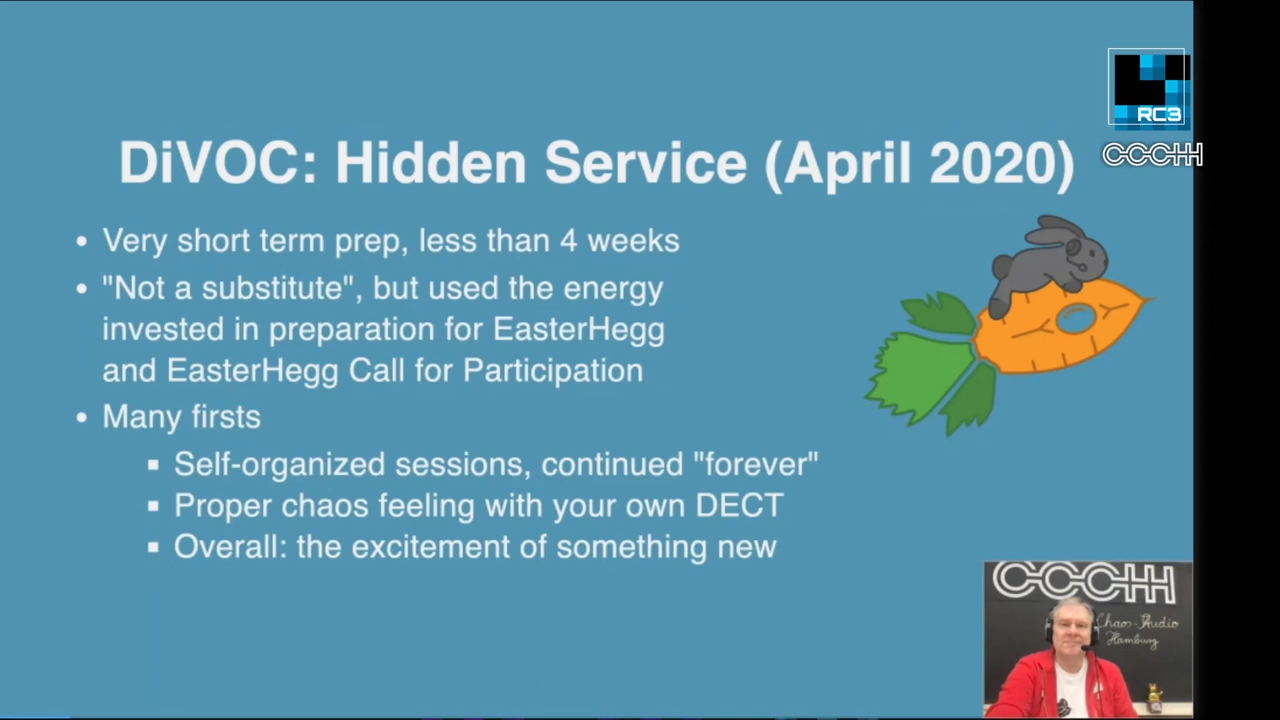 RC3
CCCHH
DiVOC: Hidden Service (April 2020)
• Very short term prep, less than 4 weeks
• "Not a substitute", but used the energy
invested in preparation for EasterHegg
and EasterHegg Call for Participation
• Many firsts
▪ Self-organized sessions, continued "forever"
▪ Proper chaos feeling with your own DECT
▪ Overall: the excitement of something new
CCCHH
Chaos-Audio
Hamburg